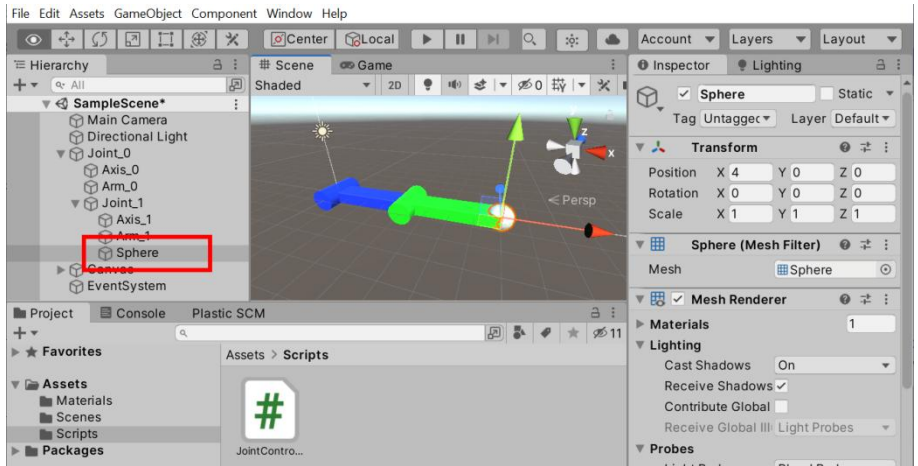 File Edit Assets GameObject Component Window Help
Center Local Account Layers Layout
Hierarchy
All
SampleScene*
Main Camera
Directional Light
Joint_0
Axis_0
Arm_0
Joint_1
Axis_1
Arm_1
Sphere
Canvas
EventSystem
Scene Game
Shaded 2D 0
z
x
< Persp
Inspector Lighting
Sphere Static
Tag Untaggec Layer Default
Transform
Position X 4 Y 0 Z 0
Rotation X 0 Y 0 Z 0
Scale X 1 Y 1 Z 1
Sphere (Mesh Filter)
Mesh Sphere
Mesh Renderer
Materials 1
Lighting
Cast Shadows On
Receive Shadows
Contribute Global
Receive Global Ill Light Probes
Probes
Project Console Plastic SCM
11
Favorites
Assets
Materials
Scenes
Scripts
Packages
Assets > Scripts
#
JointContro...